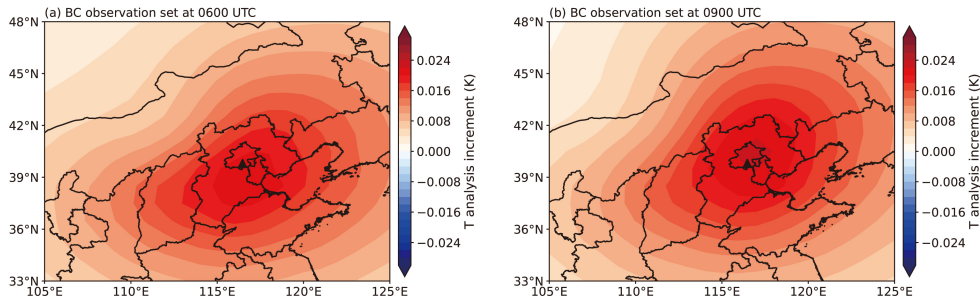 (a) BC observation set at 0600 UTC
48°N
45°N
42°N
39°N
36°N
33°N
105°E
110°E
115°E
120°E
125°E
0.024
0.016
0.008
0.000
−0.008
−0.016
−0.024
T analysis increment (K)
(b) BC observation set at 0900 UTC
48°N
45°N
42°N
39°N
36°N
33°N
105°E
110°E
115°E
120°E
125°E
0.024
0.016
0.008
0.000
−0.008
−0.016
−0.024
T analysis increment (K)